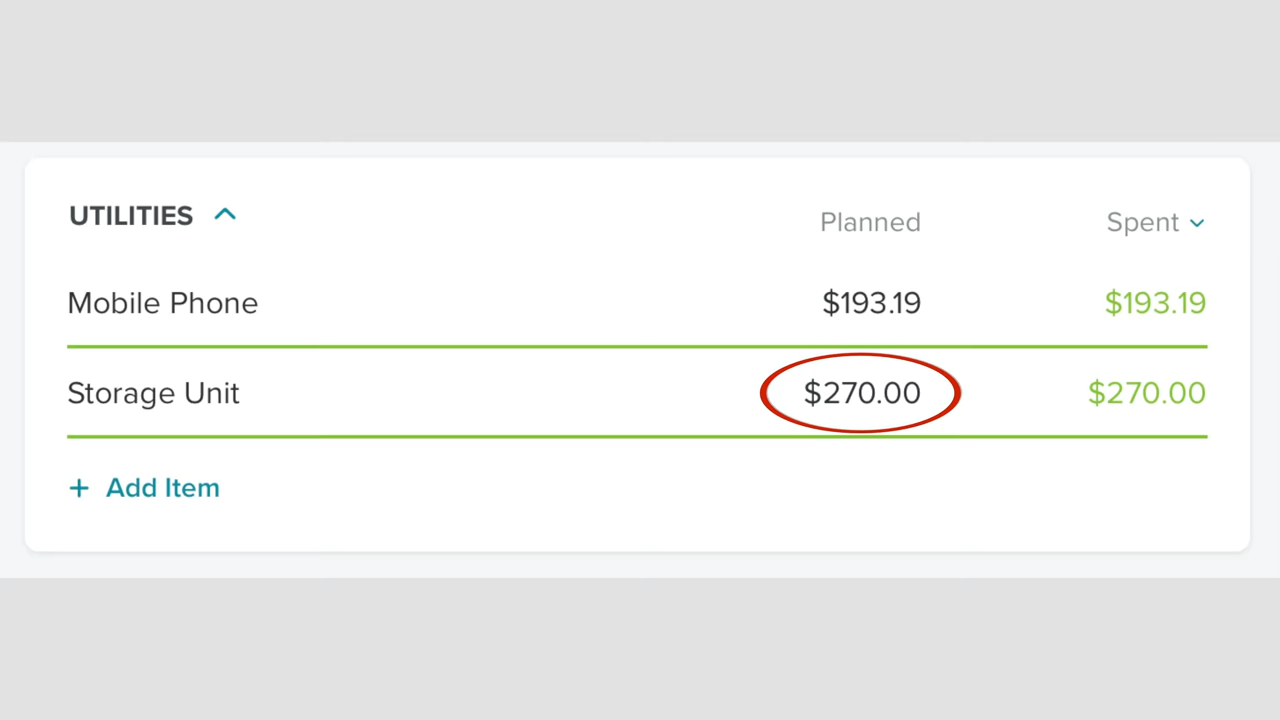 UTILITIES Planned Spent
Mobile Phone $193.19 $193.19
Storage Unit $270.00 $270.00
+ Add Item